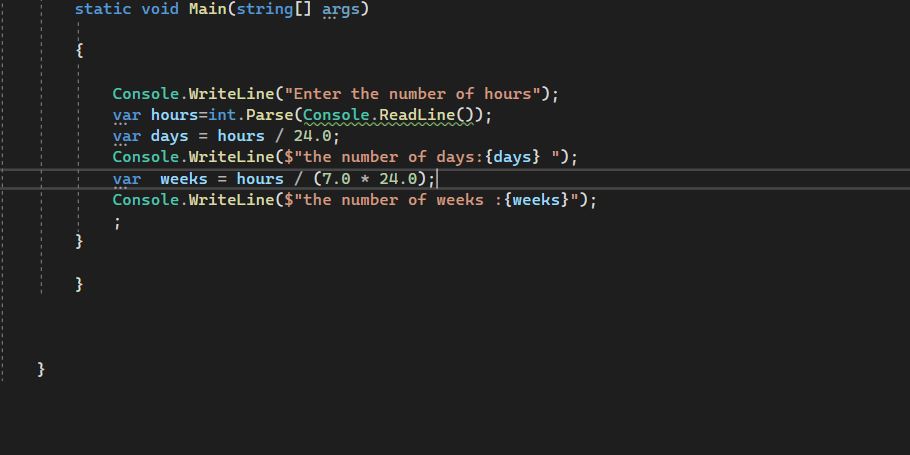 static void Main(string[] args)
{
Console.WriteLine("Enter the number of hours");
var hours=int.Parse(Console.ReadLine());
var days = hours / 24.0;
Console.WriteLine($"the number of days:{days} ");
var  weeks = hours / (7.0 * 24.0);
Console.WriteLine($"the number of weeks :{weeks}");
;
}
}
}